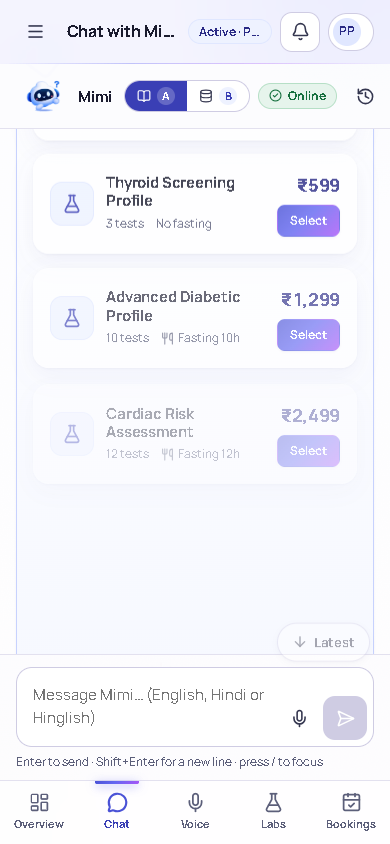 Chat with Mi...
Active · P...
PP
Mimi
A
B
Online
Thyroid Screening
Profile
3 tests No fasting
₹599
Select
Advanced Diabetic
Profile
10 tests Fasting 10h
₹1,299
Select
Cardiac Risk
Assessment
12 tests Fasting 12h
₹2,499
Select
Latest
Message Mimi... (English, Hindi or
Hinglish)
Enter to send · Shift+Enter for a new line · press / to focus
Overview
Chat
Voice
Labs
Bookings